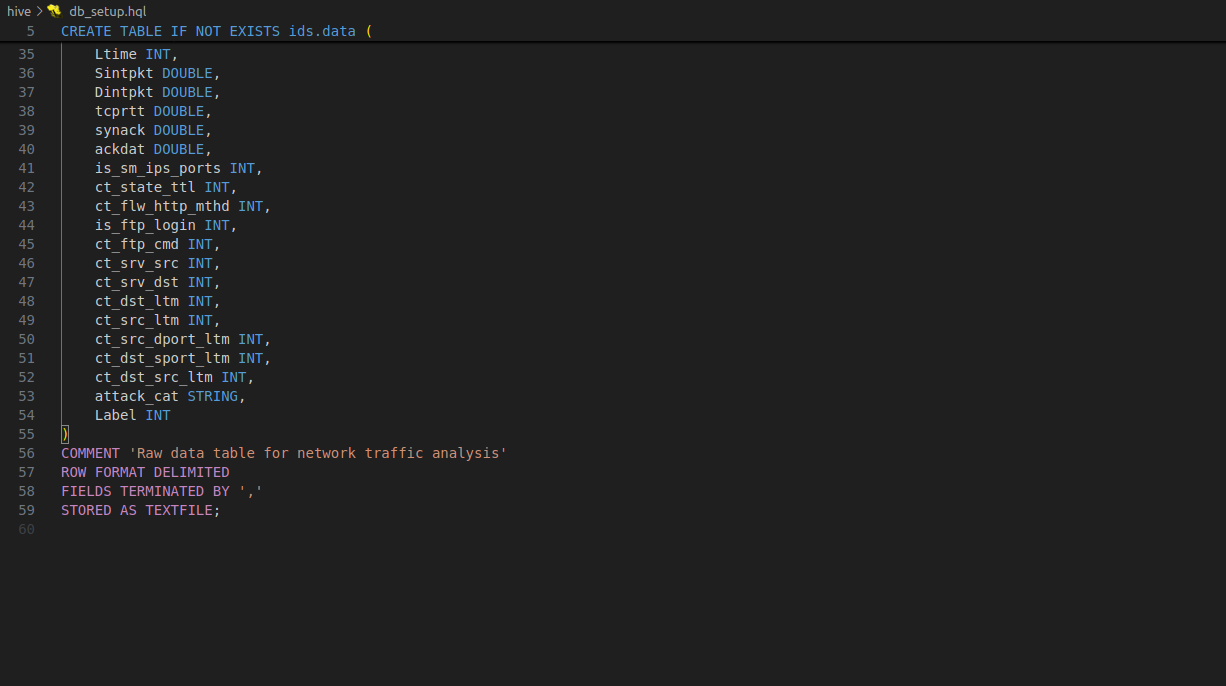 hive > db_setup.hql
5 CREATE TABLE IF NOT EXISTS ids.data (
35 Ltime INT,
36 Sintpkt DOUBLE,
37 Dintpkt DOUBLE,
38 tcprtt DOUBLE,
39 synack DOUBLE,
40 ackdat DOUBLE,
41 is_sm_ips_ports INT,
42 ct_state_ttl INT,
43 ct_flw_http_mthd INT,
44 is_ftp_login INT,
45 ct_ftp_cmd INT,
46 ct_srv_src INT,
47 ct_srv_dst INT,
48 ct_dst_ltm INT,
49 ct_src_ltm INT,
50 ct_src_dport_ltm INT,
51 ct_dst_sport_ltm INT,
52 ct_dst_src_ltm INT,
53 attack_cat STRING,
54 Label INT
55 )
56 COMMENT 'Raw data table for network traffic analysis'
57 ROW FORMAT DELIMITED
58 FIELDS TERMINATED BY ','
59 STORED AS TEXTFILE;
60